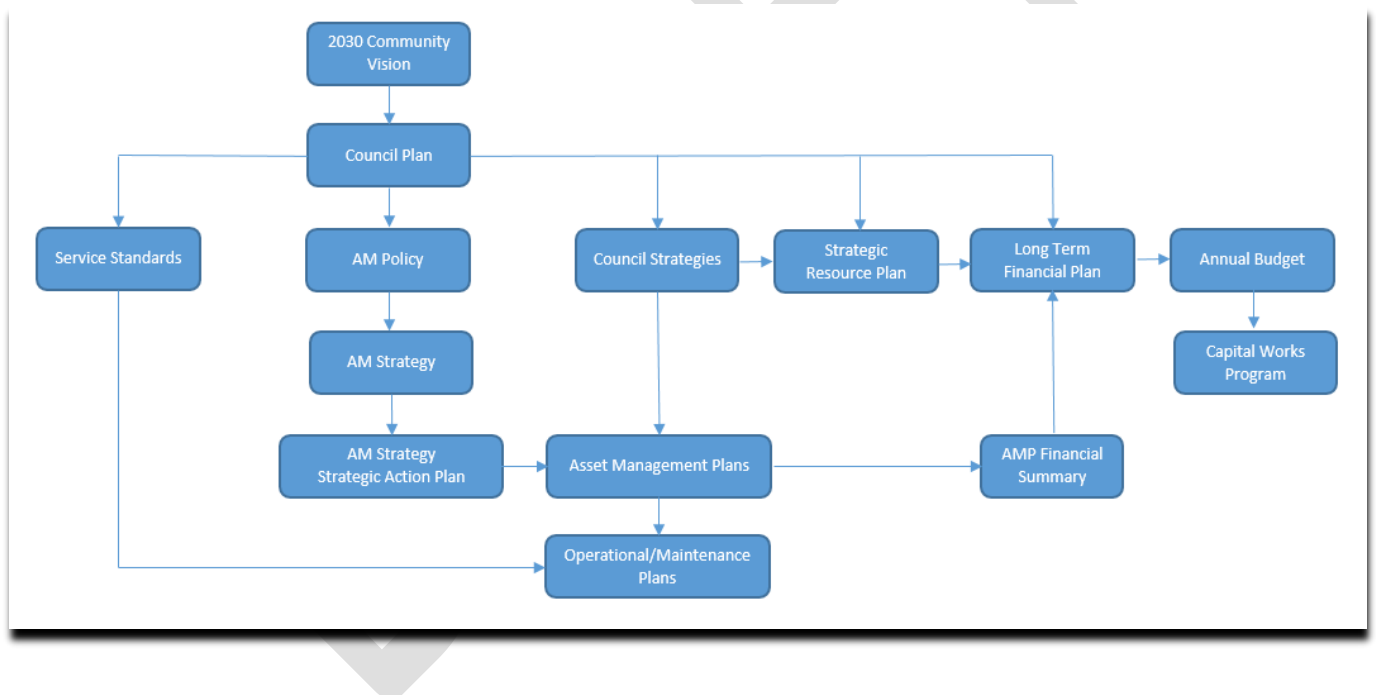 2030 Community
Vision
Council Plan
Service Standards
AM Policy
Council Strategies
Strategic
Resource Plan
Long Term
Financial Plan
Annual Budget
AM Strategy
Capital Works
Program
AM Strategy
Strategic Action Plan
Asset Management Plans
AMP Financial
Summary
Operational/Maintenance
Plans